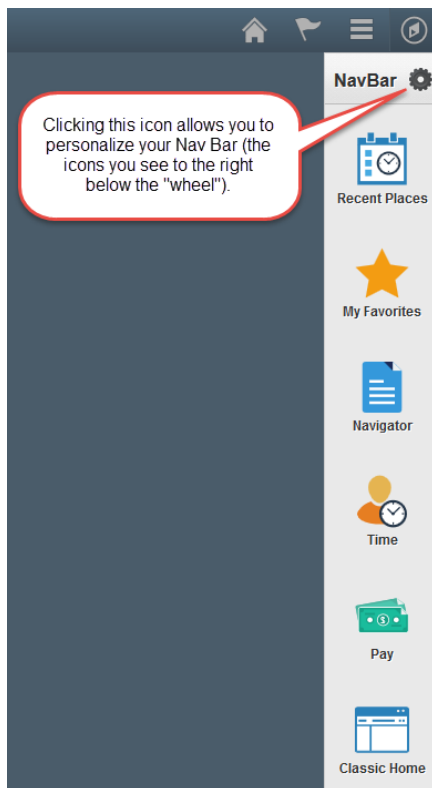 NavBar
Clicking this icon allows you to
personalize your Nav Bar (the
icons you see to the right
below the "wheel").
Recent Places
My Favorites
Navigator
Time
Pay
Classic Home